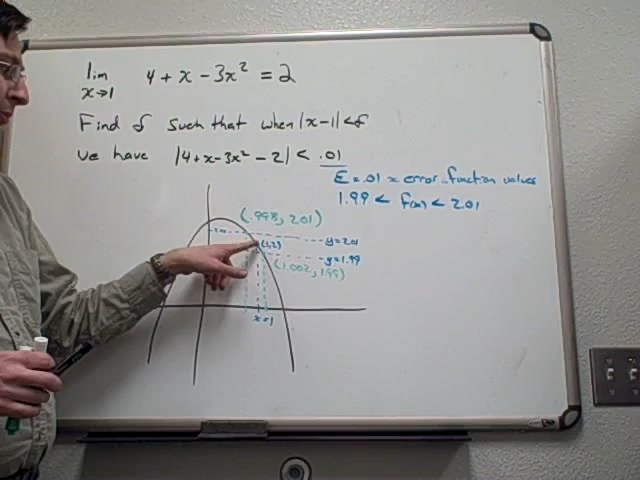 lim x→1 4 + x - 3x² = 2
Find δ such that when |x-1| < δ
we have |4+x-3x² - 2| < .01
E = .01 = error function values
1.99 < f(x) < 2.01
(.998, 2.01)
y=2.01
(1,2)
y=1.99
(1.002, 1.99)
x=1